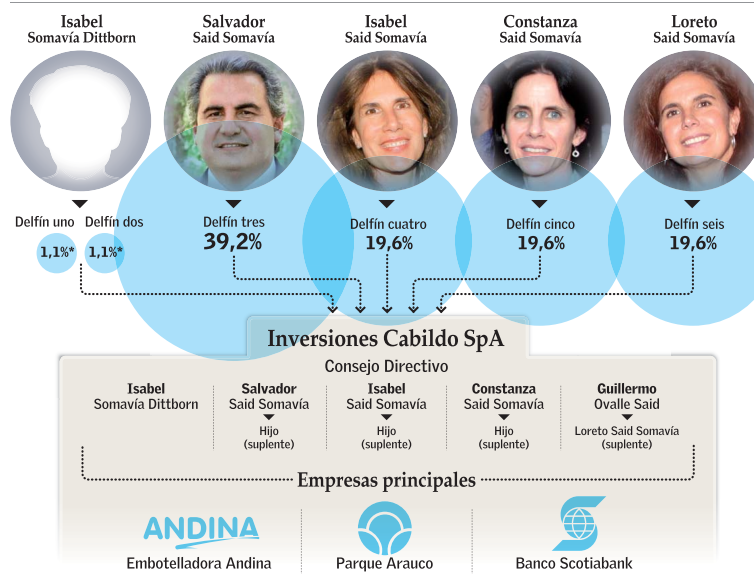 Isabel
Somavía Dittborn
Salvador
Said Somavía
Isabel
Said Somavía
Constanza
Said Somavía
Loreto
Said Somavía
Delfín uno
1,1%*
Delfín dos
1,1%*
Delfín tres
39,2%
Delfín cuatro
19,6%
Delfín cinco
19,6%
Delfín seis
19,6%
Inversiones Cabildo SpA
Consejo Directivo
Isabel
Somavía Dittborn
Salvador
Said Somavía
Hijo
(suplente)
Isabel
Said Somavía
Hijo
(suplente)
Constanza
Said Somavía
Hijo
(suplente)
Guillermo
Ovalle Said
Loreto Said Somavía
(suplente)
Empresas principales
ANDINA
Embotelladora Andina
Parque Arauco
Banco Scotiabank